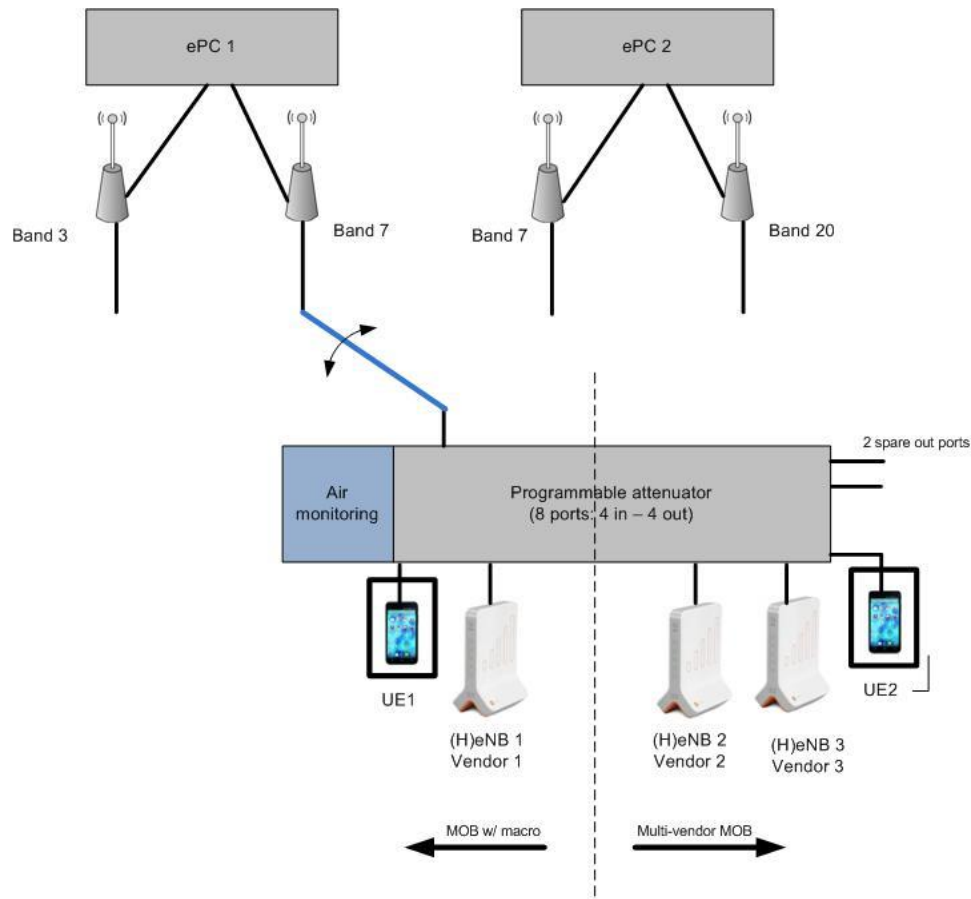 ePC 1
ePC 2
Band 3
Band 7
Band 7
Band 20
2 spare out ports
Air
monitoring
Programmable attenuator
(8 ports: 4 in – 4 out)
UE1
UE2
(H)eNB 1
Vendor 1
(H)eNB 2
Vendor 2
(H)eNB 3
Vendor 3
MOB w/ macro
Multi-vendor MOB